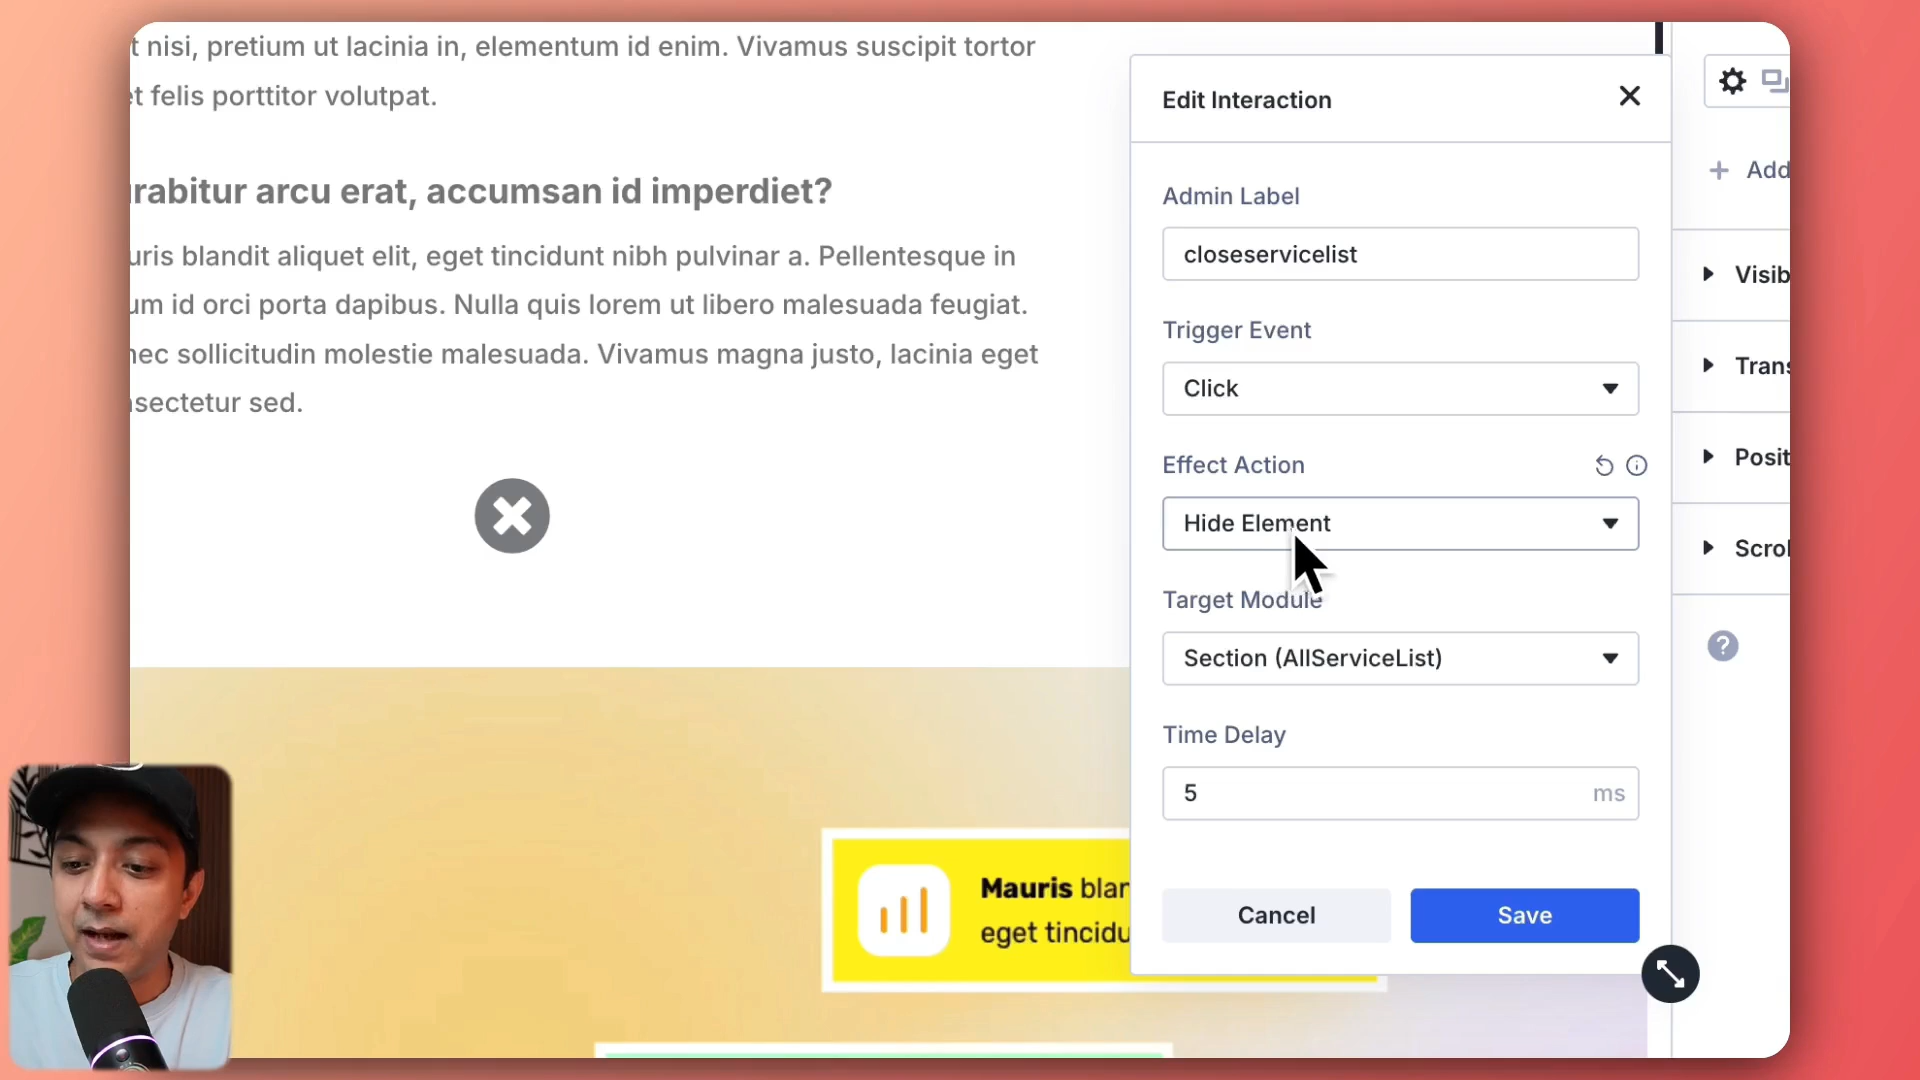 t nisi, pretium ut lacinia in, elementum id enim. Vivamus suscipit tortor
et felis porttitor volutpat.
rabitur arcu erat, accumsan id imperdiet?
uris blandit aliquet elit, eget tincidunt nibh pulvinar a. Pellentesque in
um id orci porta dapibus. Nulla quis lorem ut libero malesuada feugiat.
nec sollicitudin molestie malesuada. Vivamus magna justo, lacinia eget
nsectetur sed.
Mauris blan
eget tincidu
Edit Interaction
Admin Label
closeservicelist
Trigger Event
Click
Effect Action
Hide Element
Target Module
Section (AllServiceList)
Time Delay
5 ms
Cancel Save
+ Add
Visib
Trans
Posit
Scrol
?